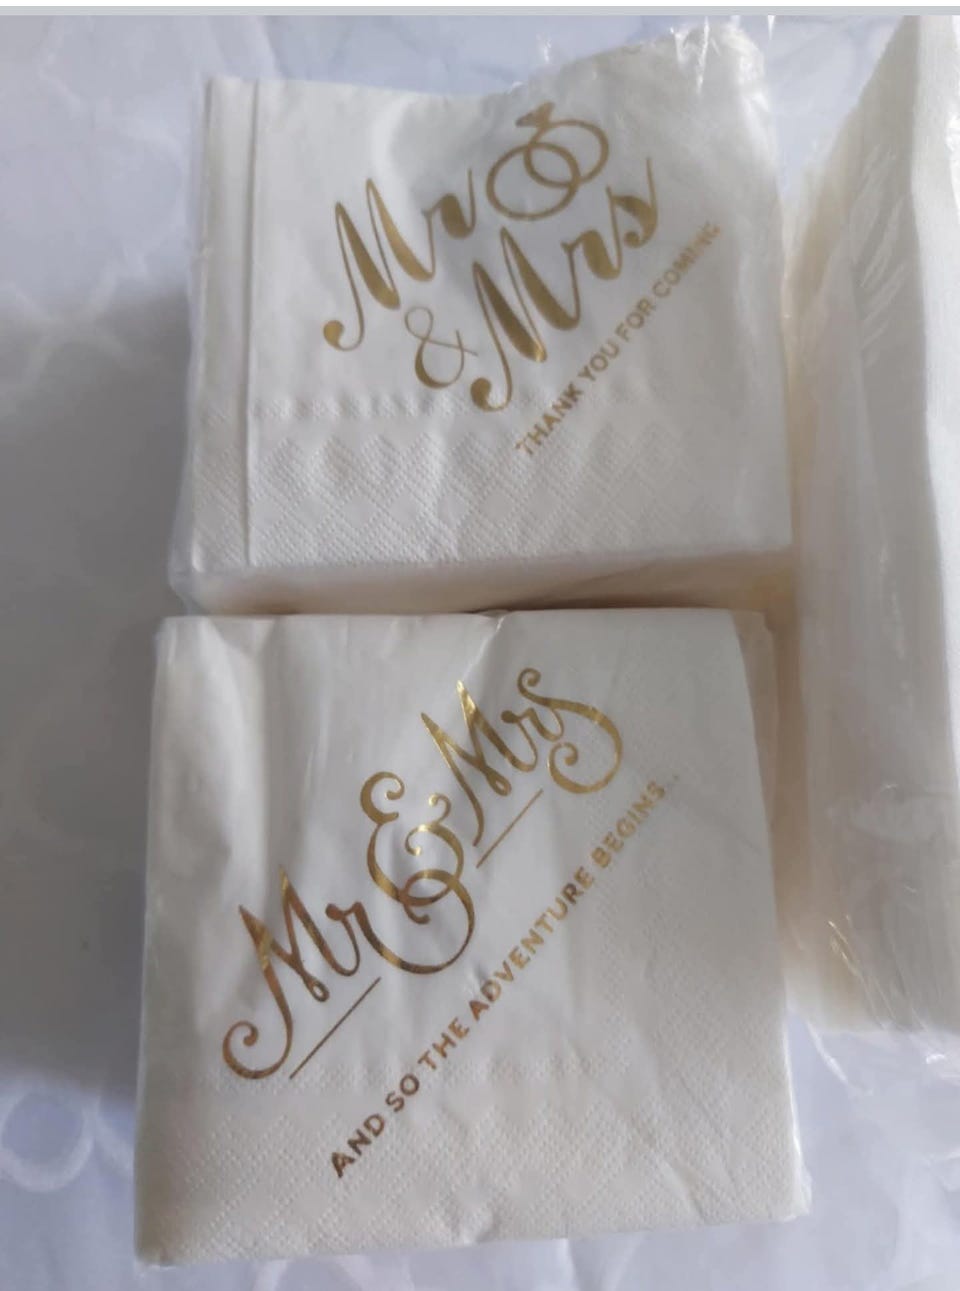 Mr
& Mrs
THANK YOU FOR COMING
Mr & Mrs
AND SO THE ADVENTURE BEGINS..